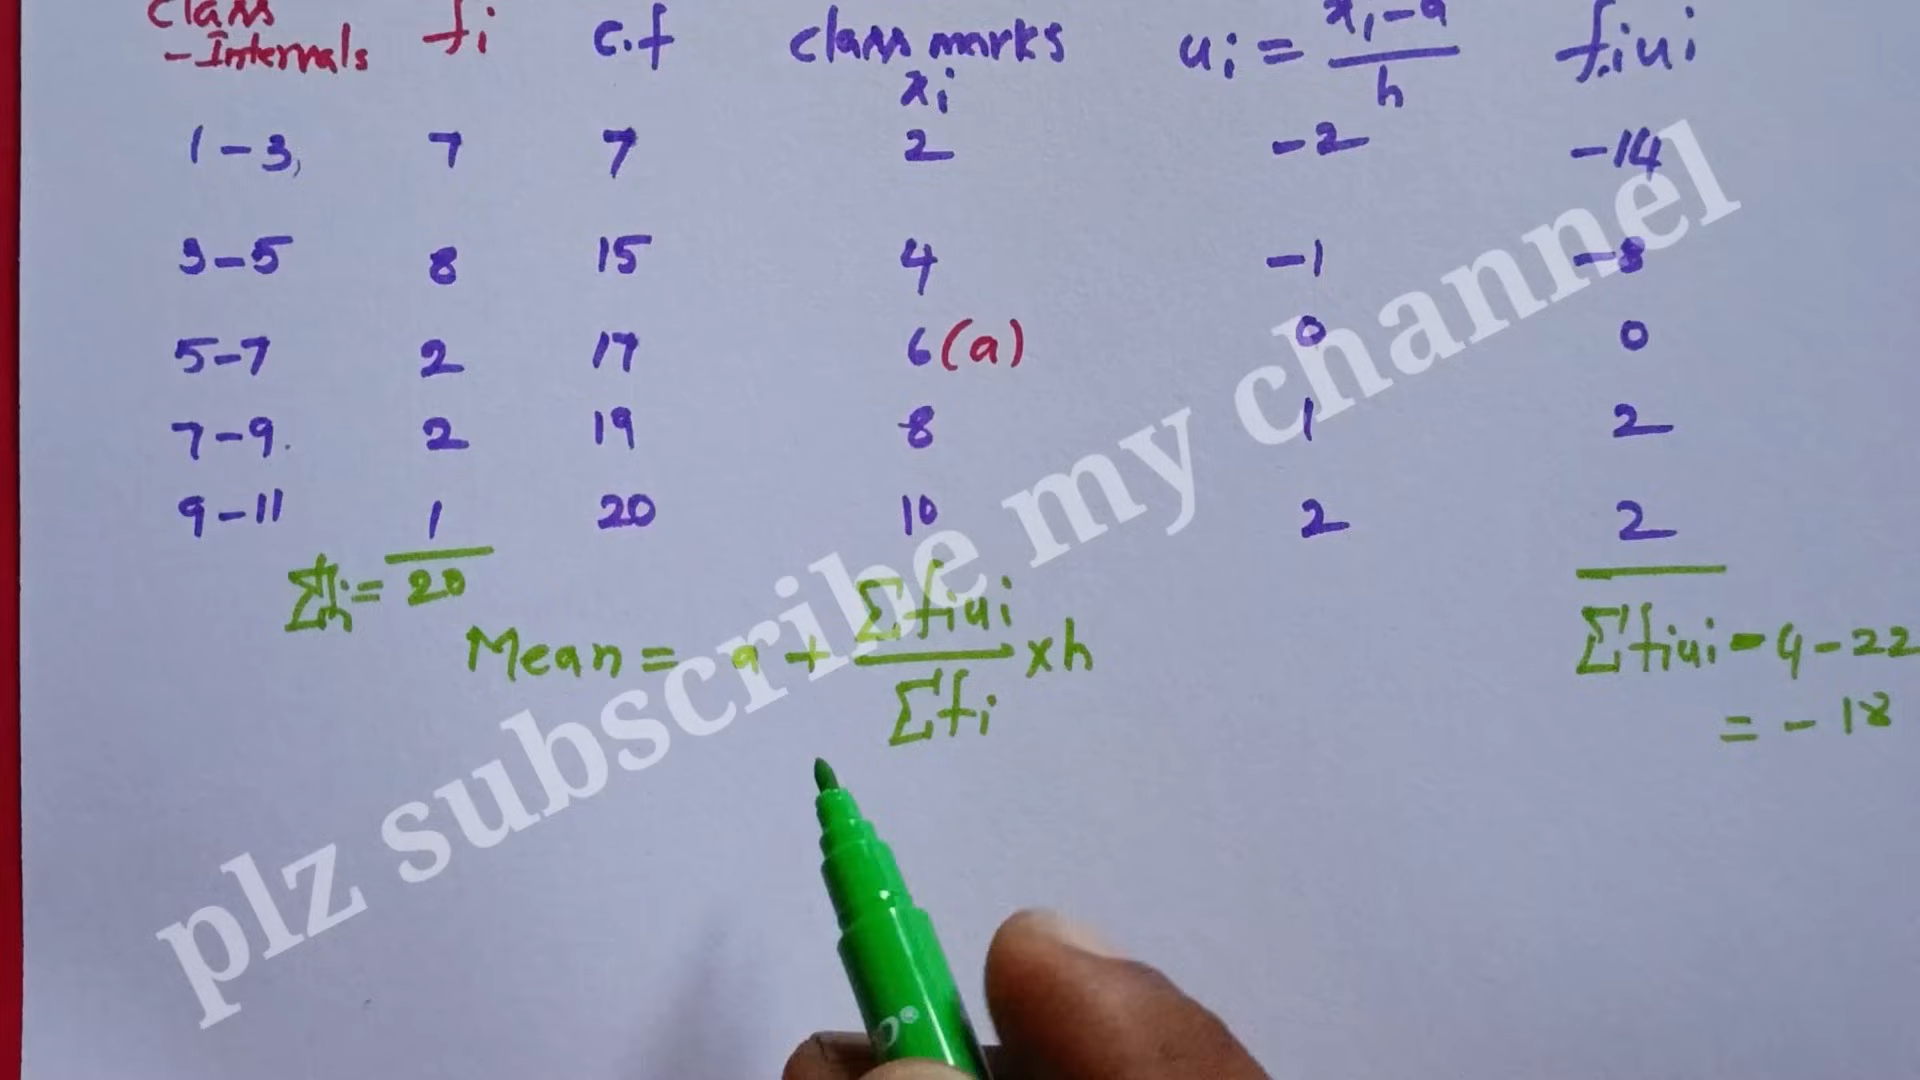 Class - Intervals fi c.f class marks xi ui = xi-a/h fiui
1-3, 7 7 2 -2 -14
3-5 8 15 4 -1 -8
5-7 2 17 6(a) 0 0
7-9. 2 19 8 1 2
9-11 1 20 10 2 2
Σfi = 20
Mean = a + Σfiui/Σfi xh
Σfiui = 4-22
= -18
plz subscribe my channel